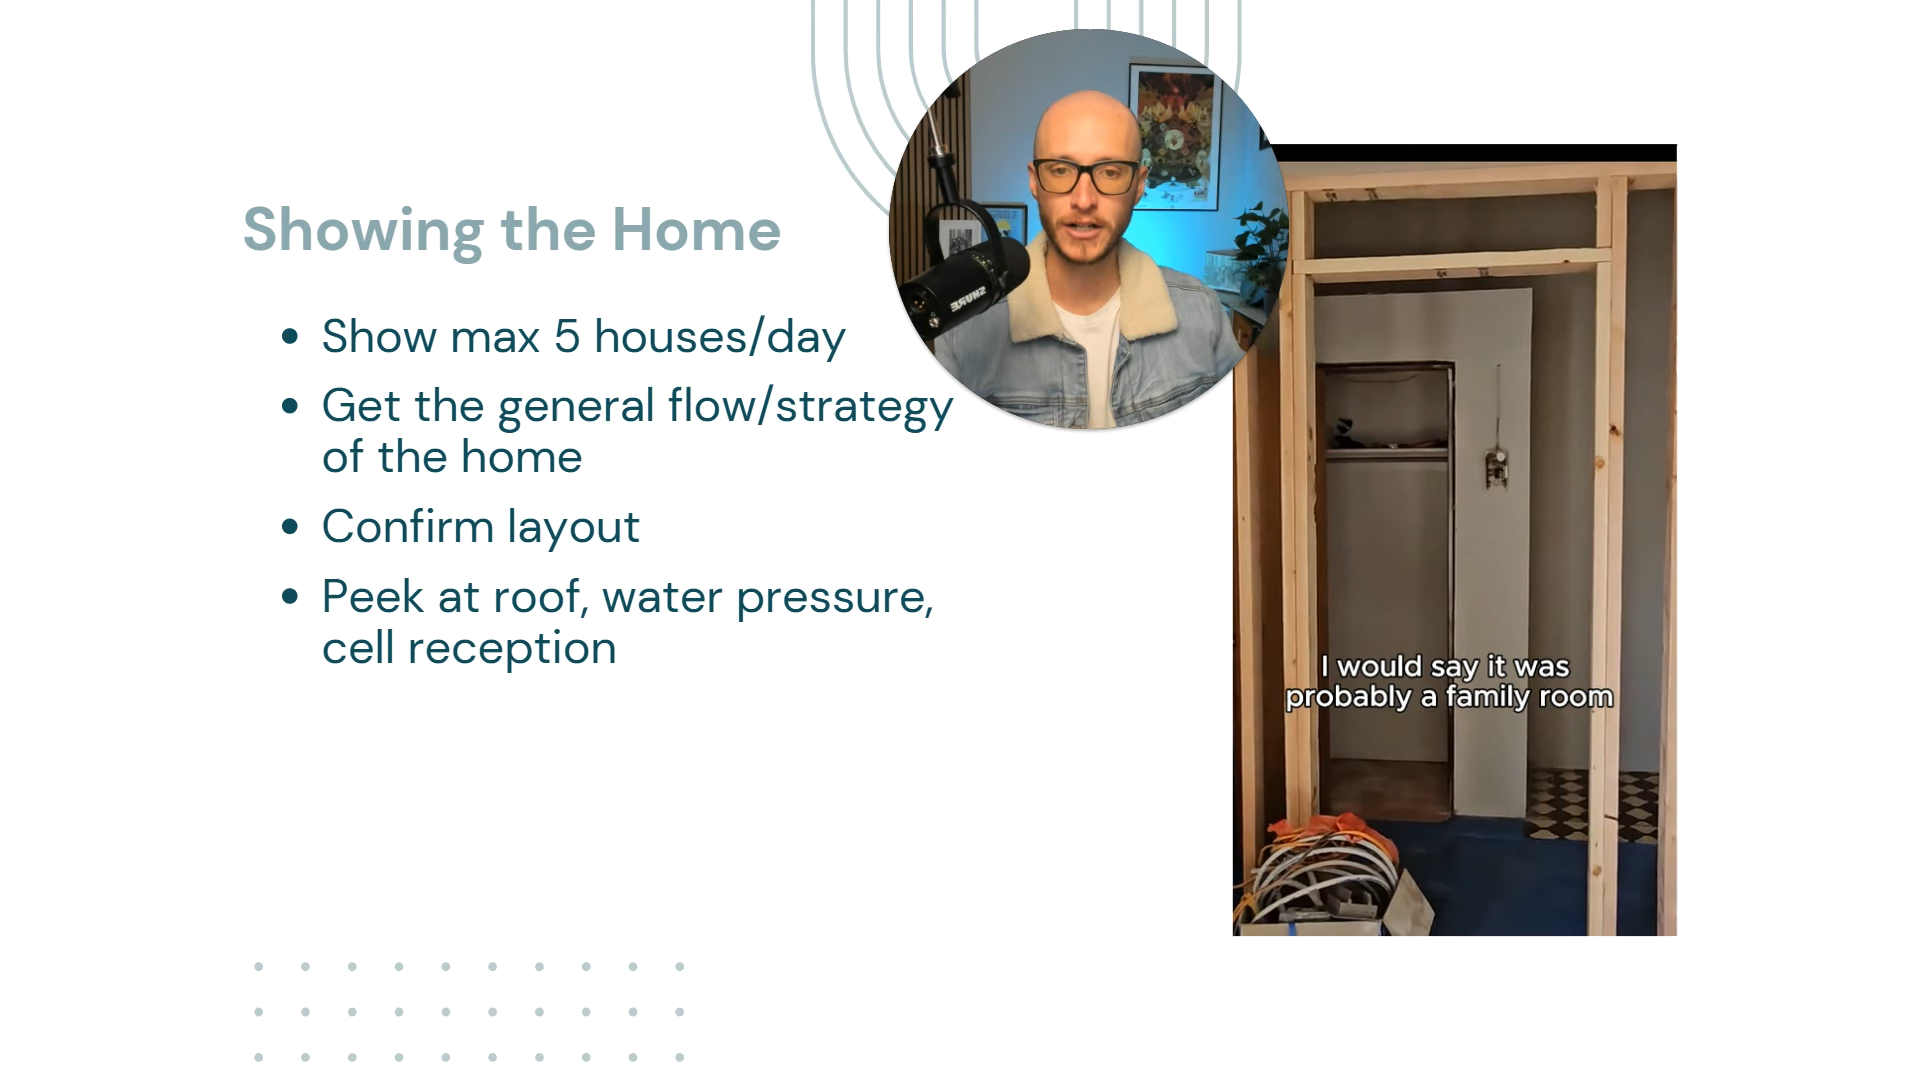 Showing the Home
Show max 5 houses/day
Get the general flow/strategy
of the home
Confirm layout
Peek at roof, water pressure,
cell reception
SHURE
I would say it was
probably a family room